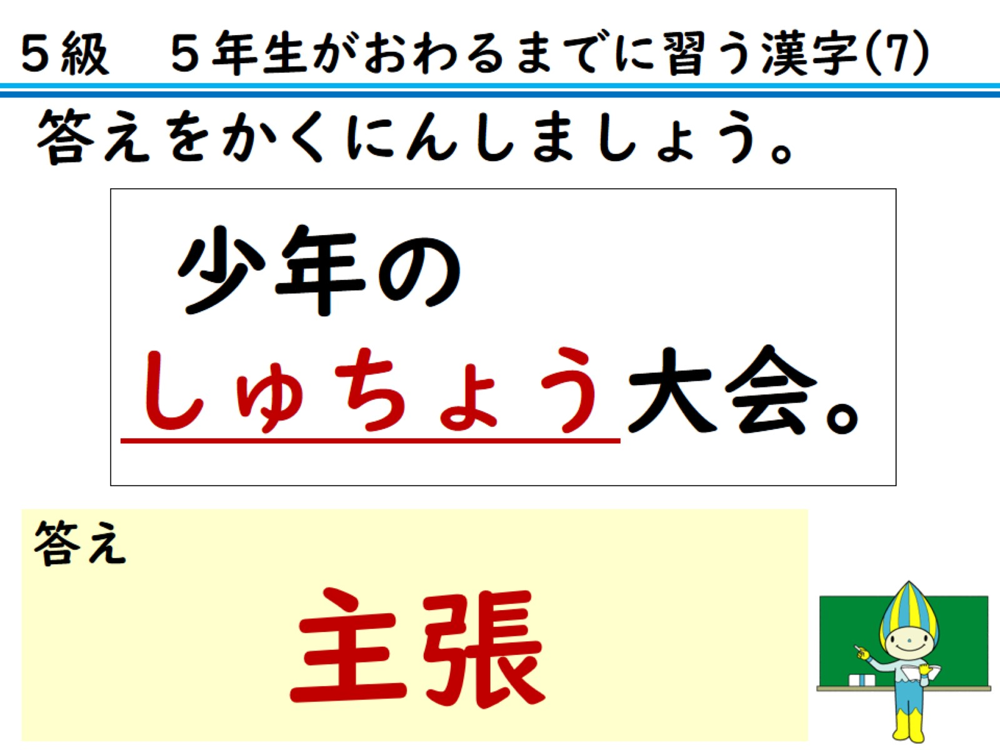 ５級　５年生がおわるまでに習う漢字(7)
答えをかくにんしましょう。
少年の
しゅちょう大会。
答え
主張